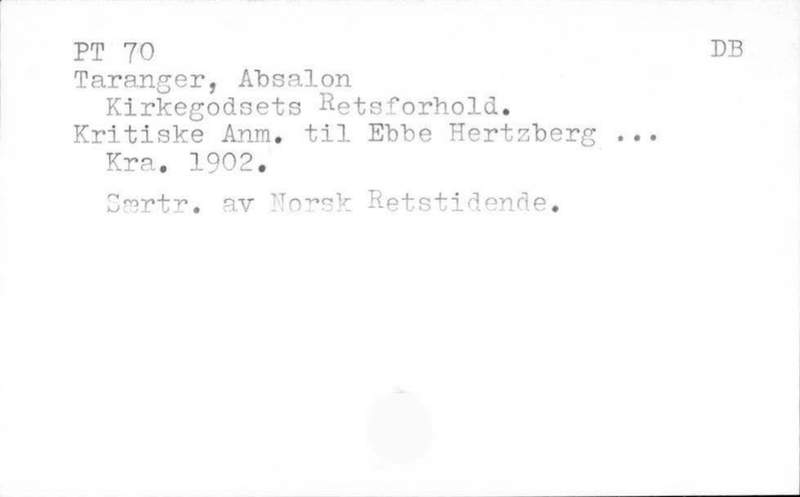 PT 70 DB
Taranger, Absalon
Kirkegodsets Retsforhold.
Kritiske Anm. til Ebbe Hertzberg ...
Kra. 1902.
Særtr. av Norsk Retstidende.